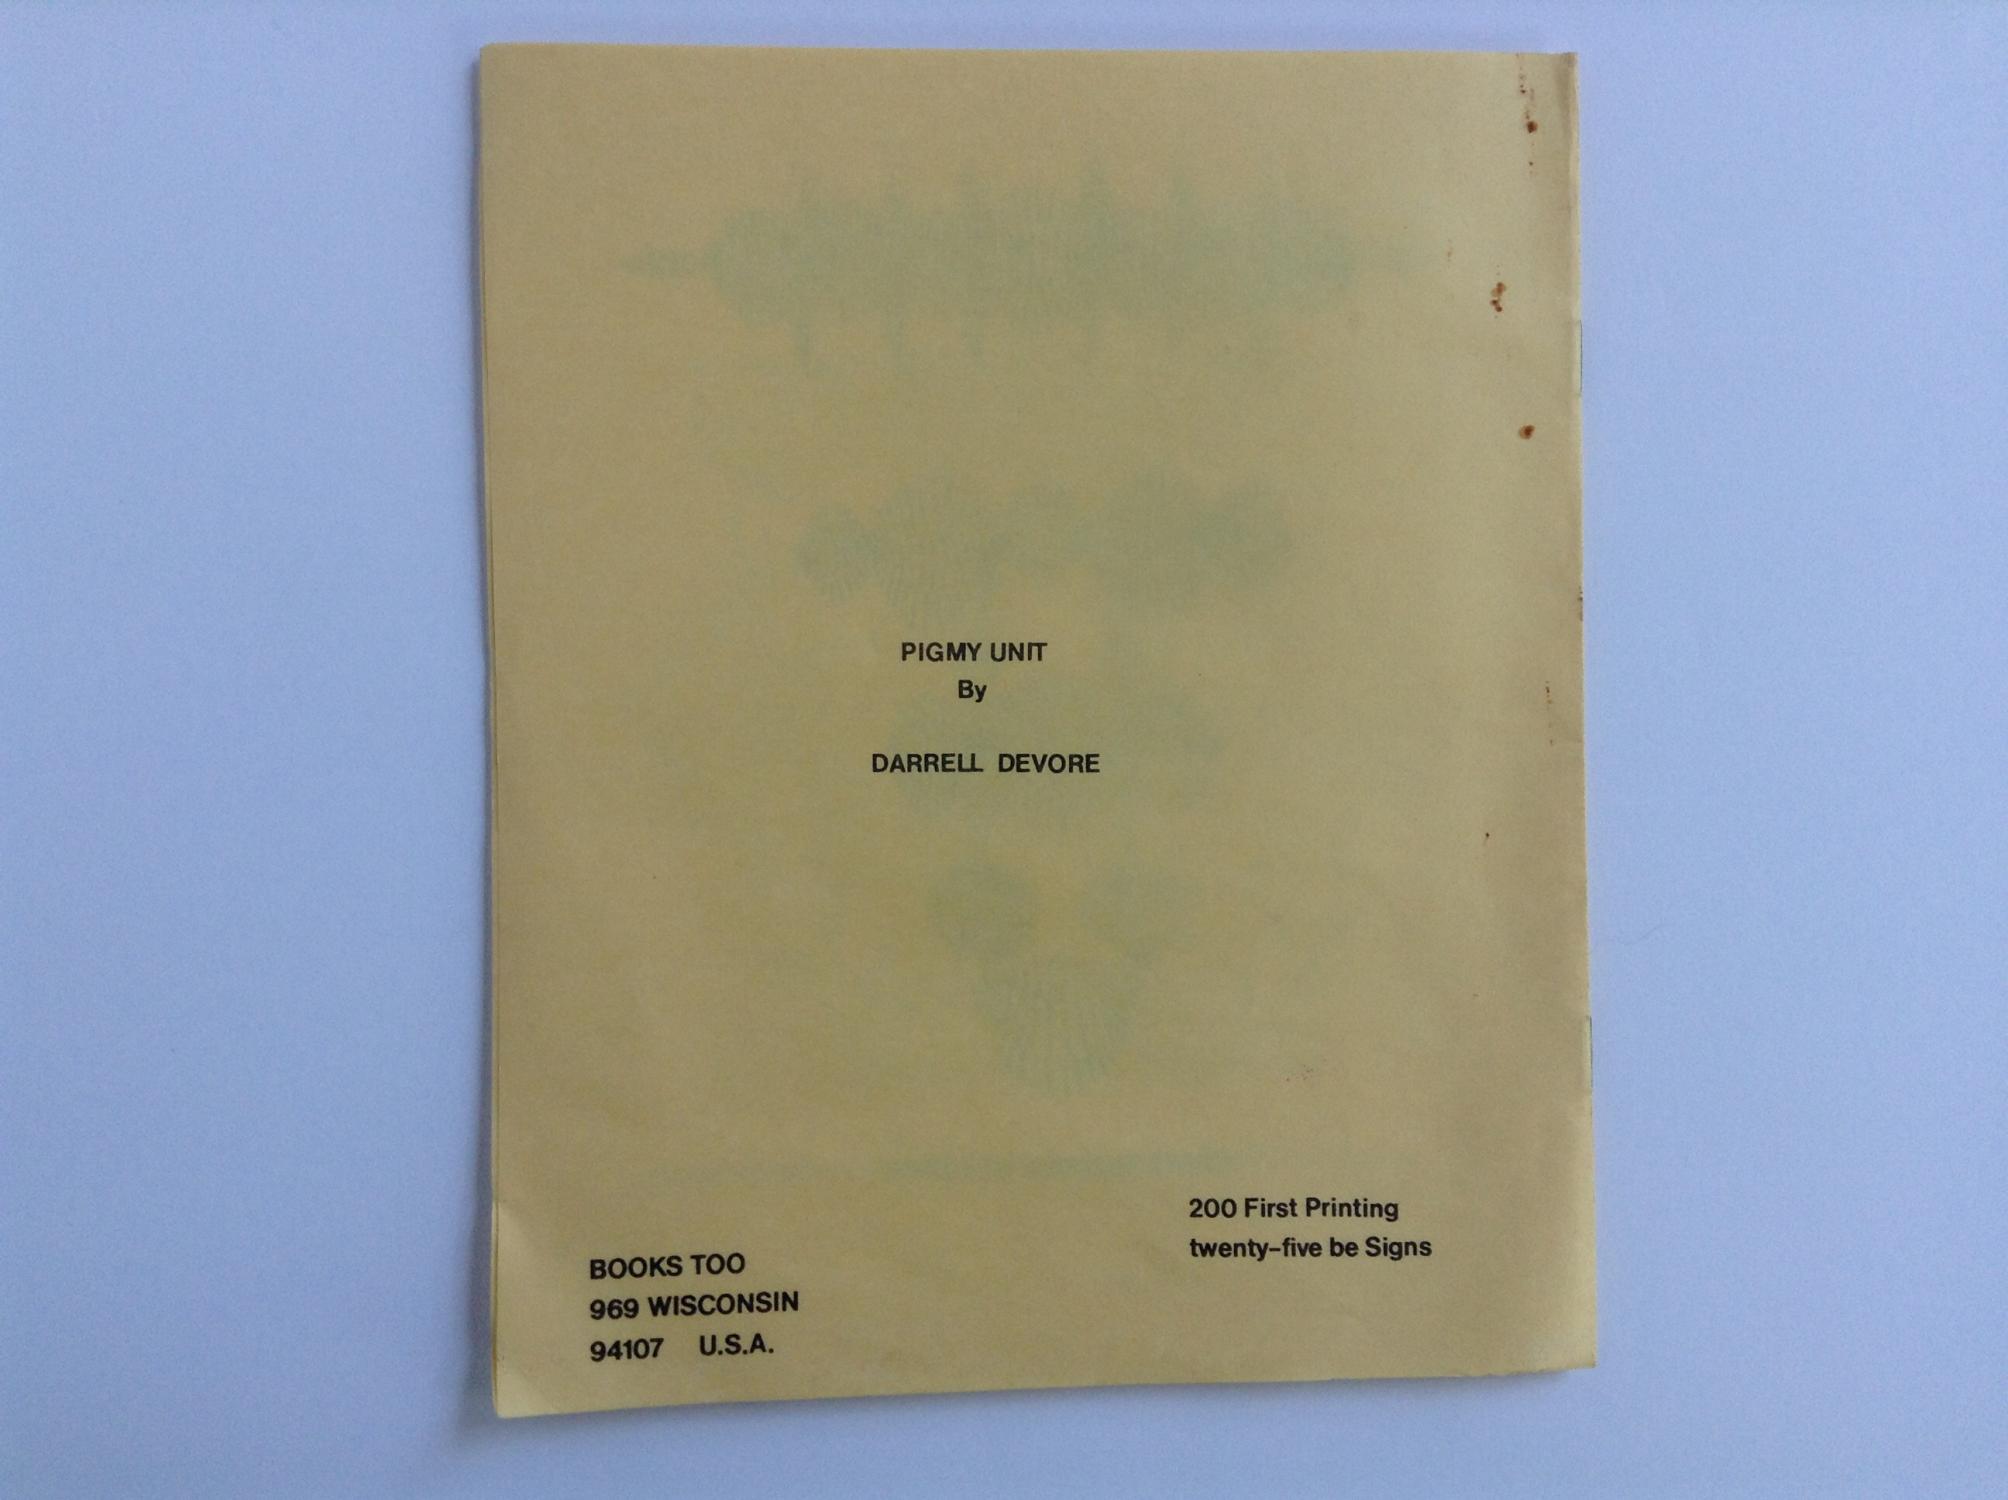 PIGMY UNIT
By
DARRELL DEVORE
200 First Printing
twenty-five be Signs
BOOKS TOO
969 WISCONSIN
94107 U.S.A.